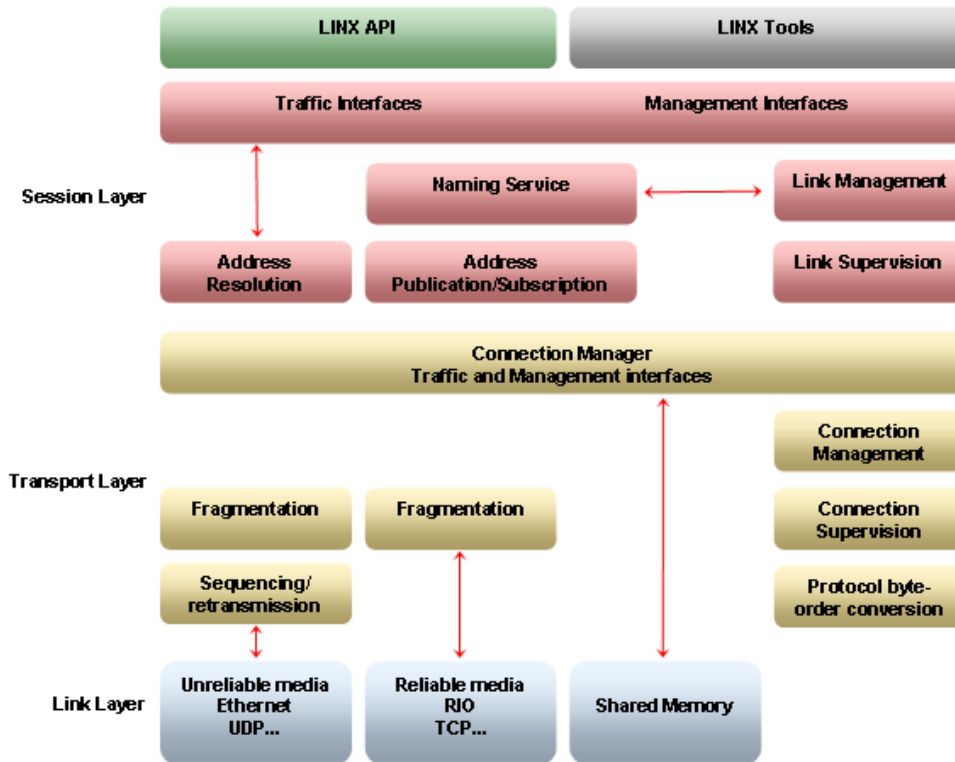 LINX API
LINX Tools
Traffic Interfaces
Management Interfaces
Session Layer
Naming Service
Link Management
Address
Resolution
Address
Publication/Subscription
Link Supervision
Connection Manager
Traffic and Management interfaces
Transport Layer
Connection
Management
Fragmentation
Fragmentation
Connection
Supervision
Sequencing/
retransmission
Protocol byte-
order conversion
Link Layer
Unreliable media
Ethernet
UDP...
Reliable media
RIO
TCP...
Shared Memory